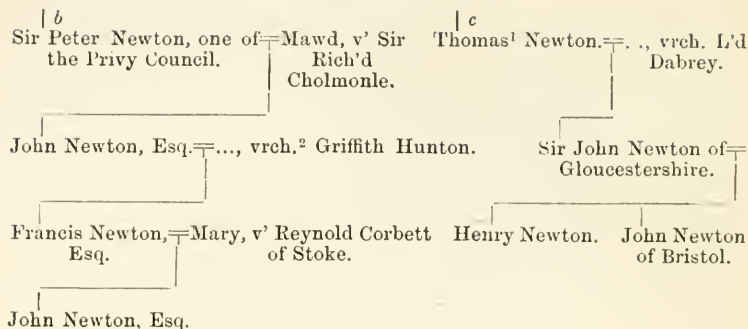 b
Sir Peter Newton, one of Mawd, v' Sir
the Privy Council. Rich'd
Cholmonle.
John Newton, Esq. ..., vrch.² Griffith Hunton.
Francis Newton, Mary, v' Reynold Corbett
Esq. of Stoke.
John Newton, Esq.
c
Thomas¹ Newton. . ., vrch. L'd
Dabrey.
Sir John Newton of
Gloucestershire.
Henry Newton. John Newton
of Bristol.